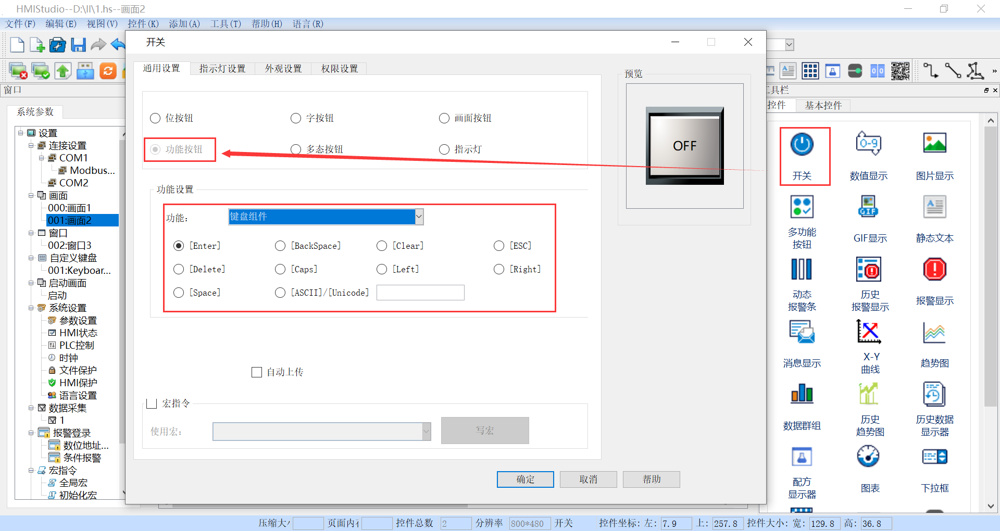 HMIStudio--D:\II\1.hs--画面2
文件(F) 编辑(E) 视图(V) 控件(K) 添加(A) 工具(T) 帮助(H) 语言(R)
窗口
系统参数
设置
连接设置
COM1
Modbus...
COM2
画面
000:画面1
001:画面2
窗口
002:窗口3
自定义键盘
001:Keyboar...
启动画面
启动
系统设置
参数设置
HMI状态
PLC控制
时钟
文件保护
HMI保护
语言设置
数据采集
1
报警登录
数位地址...
条件报警
宏指令
全局宏
初始化宏
开关
通用设置 指示灯设置 外观设置 权限设置
位按钮 字按钮 画面按钮
功能按钮 多态按钮 指示灯
功能设置
功能: 键盘组件
[Enter] [BackSpace] [Clear] [ESC]
[Delete] [Caps] [Left] [Right]
[Space] [ASCII]/[Unicode]
自动上传
宏指令
使用宏: 写宏
预览
OFF
确定 取消 帮助
工具栏
控件 基本控件
开关 数值显示 图片显示
多功能
按钮
GIF显示 静态文本
动态
报警条
历史
报警显示
报警显示
消息显示
X-Y
曲线
趋势图
数据群组
历史
趋势图
历史数据
显示器
配方
显示器
图表 下拉框
压缩大小 页面内存 控件总数 2 分辨率 800*480 开关 控件坐标: 左: 7.9 上: 257.8 控件大小: 宽: 129.8 高: 36.8